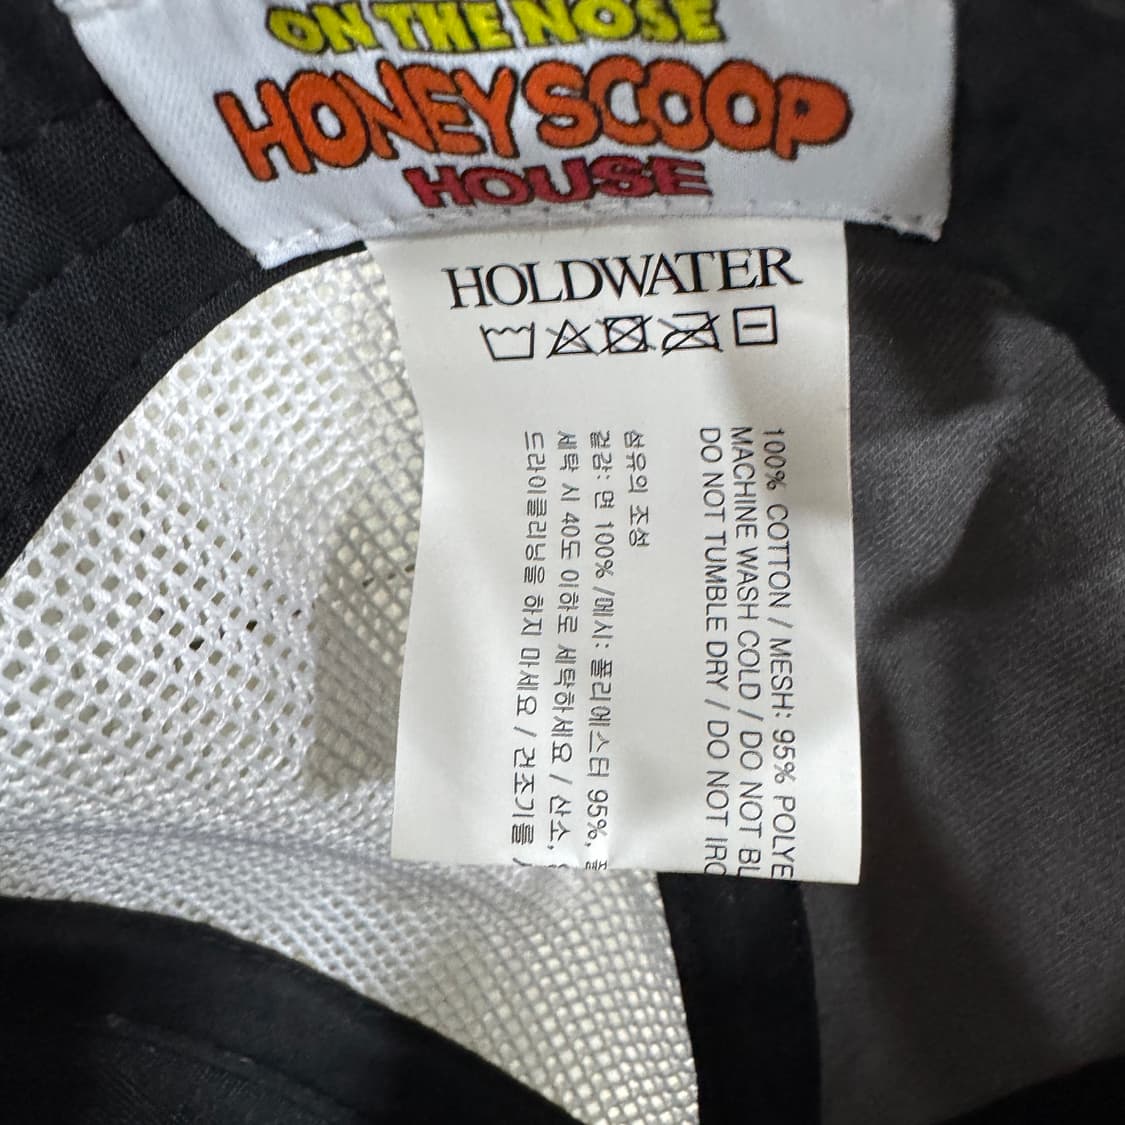 ON THE NOSE
HONEY SCOOP
HOUSE
HOLDWATER
100% COTTON / MESH: 95% POLYE
MACHINE WASH COLD / DO NOT BL
DO NOT TUMBLE DRY / DO NOT IRO
섬유의 조성
겉감: 면 100% /메시: 폴리에스터 95%,
세탁 시 40도 이하로 세탁하세요 / 산소,
드라이클리닝을 하지 마세요 / 건조기를